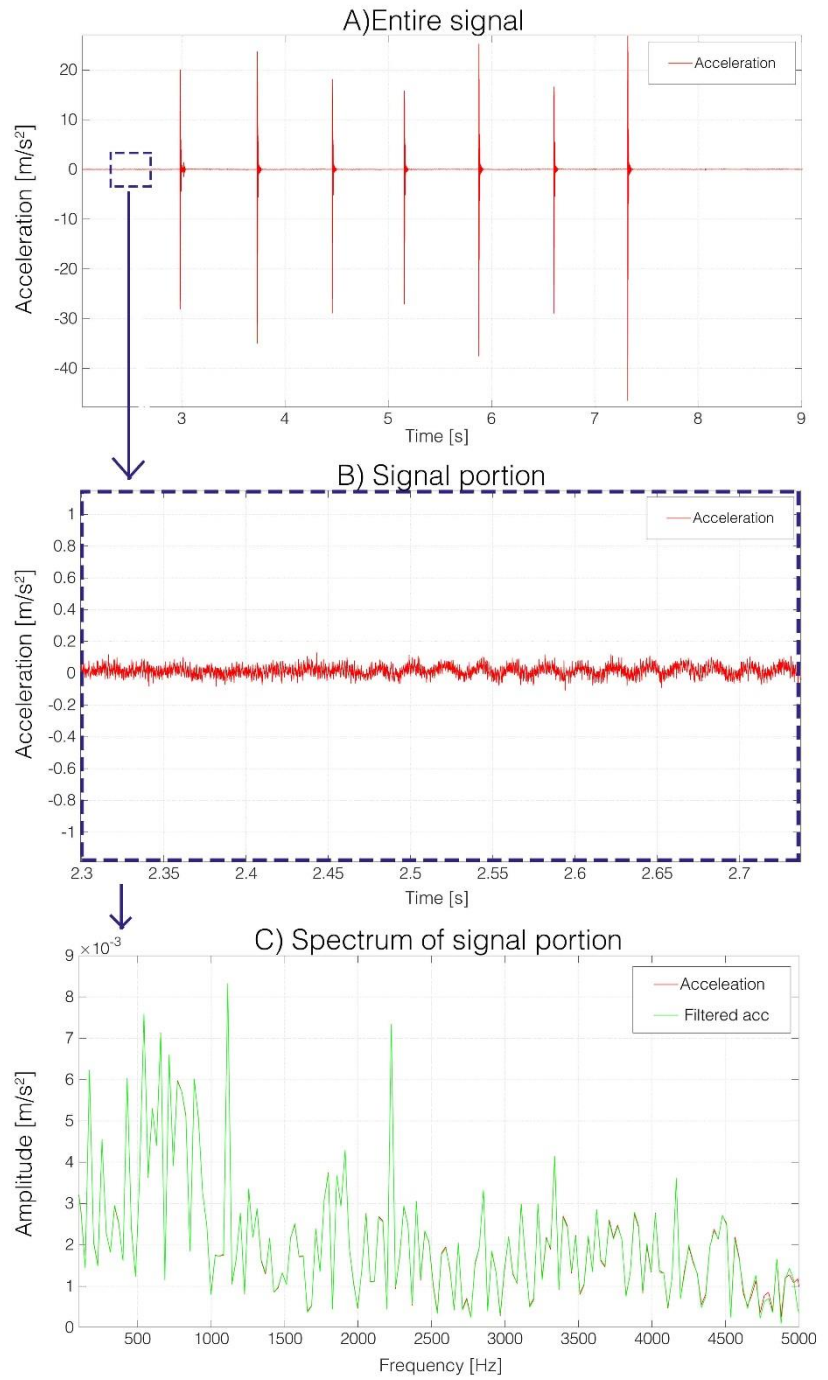 A)Entire signal
Acceleration [m/s²]
20
10
0
-10
-20
-30
-40
Acceleration
3 4 5 6 7 8 9
Time [s]
B) Signal portion
Acceleration [m/s²]
1
0.8
0.6
0.4
0.2
0
-0.2
-0.4
-0.6
-0.8
-1
Acceleration
2.3 2.35 2.4 2.45 2.5 2.55 2.6 2.65 2.7
Time [s]
C) Spectrum of signal portion
×10⁻³
Amplitude [m/s²]
9
8
7
6
5
4
3
2
1
0
Acceleation
Filtered acc
500 1000 1500 2000 2500 3000 3500 4000 4500 5000
Frequency [Hz]